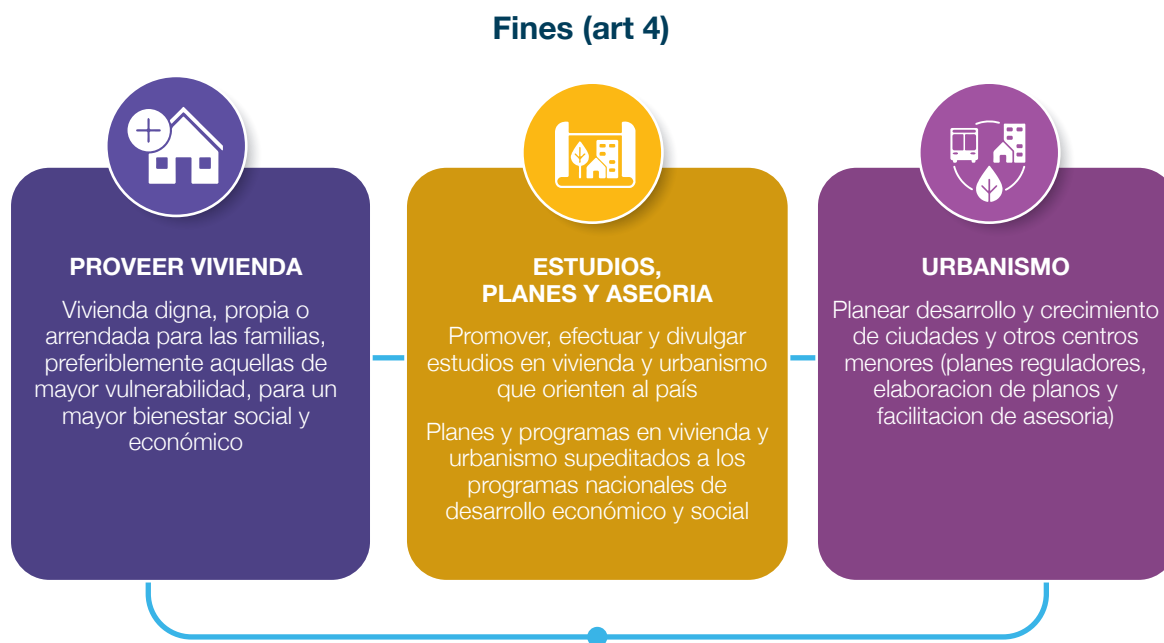 Fines (art 4)
PROVEER VIVIENDA
Vivienda digna, propia o
arrendada para las familias,
preferiblemente aquellas de
mayor vulnerabilidad, para un
mayor bienestar social y
económico
ESTUDIOS,
PLANES Y ASEORIA
Promover, efectuar y divulgar
estudios en vivienda y urbanismo
que orienten al país
Planes y programas en vivienda y
urbanismo supeditados a los
programas nacionales de
desarrollo económico y social
URBANISMO
Planear desarrollo y crecimiento
de ciudades y otros centros
menores (planes reguladores,
elaboracion de planos y
facilitacion de asesoria)